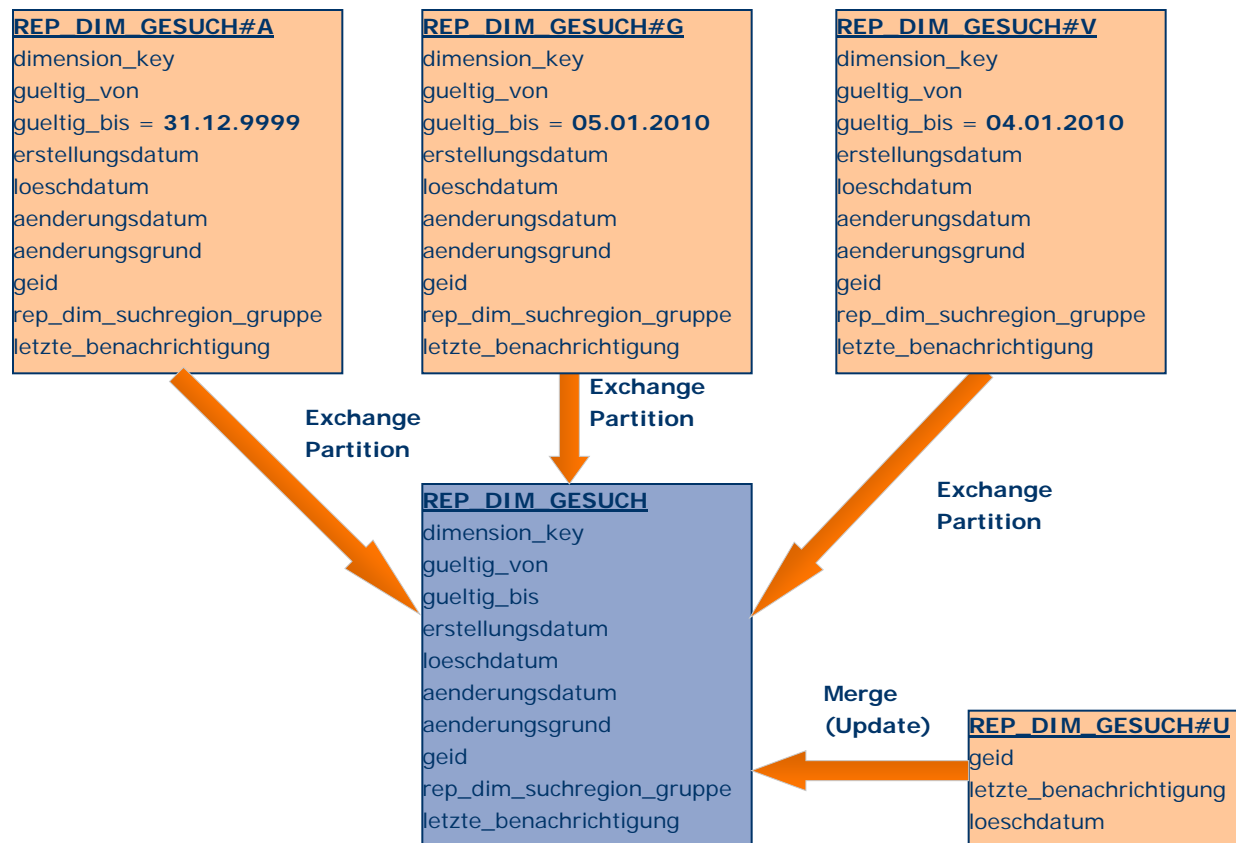 REP_DIM_GESUCH#A
dimension_key
gueltig_von
gueltig_bis = 31.12.9999
erstellungsdatum
loeschdatum
aenderungsdatum
aenderungsgrund
geid
rep_dim_suchregion_gruppe
letzte_benachrichtigung
REP_DIM_GESUCH#G
dimension_key
gueltig_von
gueltig_bis = 05.01.2010
erstellungsdatum
loeschdatum
aenderungsdatum
aenderungsgrund
geid
rep_dim_suchregion_gruppe
letzte_benachrichtigung
REP_DIM_GESUCH#V
dimension_key
gueltig_von
gueltig_bis = 04.01.2010
erstellungsdatum
loeschdatum
aenderungsdatum
aenderungsgrund
geid
rep_dim_suchregion_gruppe
letzte_benachrichtigung
Exchange
Partition
Exchange
Partition
Exchange
Partition
REP_DIM_GESUCH
dimension_key
gueltig_von
gueltig_bis
erstellungsdatum
loeschdatum
aenderungsdatum
aenderungsgrund
geid
rep_dim_suchregion_gruppe
letzte_benachrichtigung
Merge
(Update)
REP_DIM_GESUCH#U
geid
letzte_benachrichtigung
loeschdatum